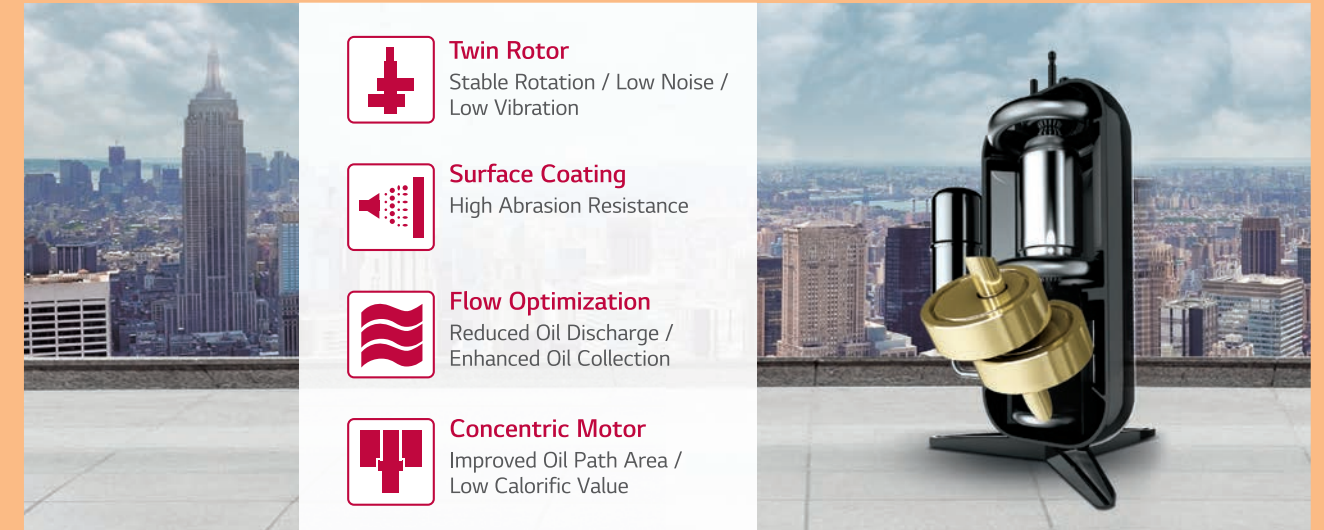 Twin Rotor
Stable Rotation / Low Noise /
Low Vibration
Surface Coating
High Abrasion Resistance
Flow Optimization
Reduced Oil Discharge /
Enhanced Oil Collection
Concentric Motor
Improved Oil Path Area /
Low Calorific Value